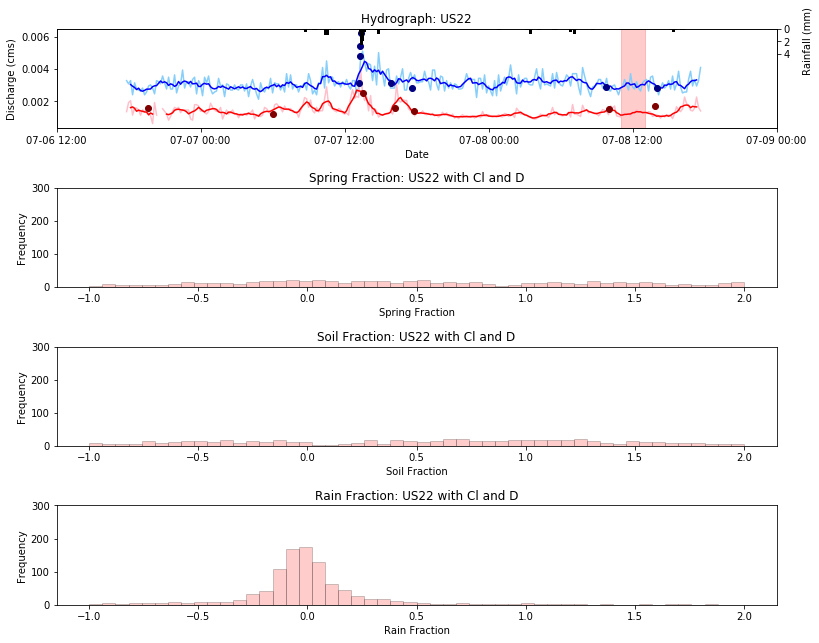 Hydrograph: US22
Discharge (cms)
0.006
0.004
0.002
0
2
4
Rainfall (mm)
07-06 12:00 07-07 00:00 07-07 12:00 07-08 00:00 07-08 12:00 07-09 00:00
Date
Spring Fraction: US22 with Cl and D
Frequency
300
200
100
0
−1.0 −0.5 0.0 0.5 1.0 1.5 2.0
Spring Fraction
Soil Fraction: US22 with Cl and D
Frequency
300
200
100
0
−1.0 −0.5 0.0 0.5 1.0 1.5 2.0
Soil Fraction
Rain Fraction: US22 with Cl and D
Frequency
300
200
100
0
−1.0 −0.5 0.0 0.5 1.0 1.5 2.0
Rain Fraction